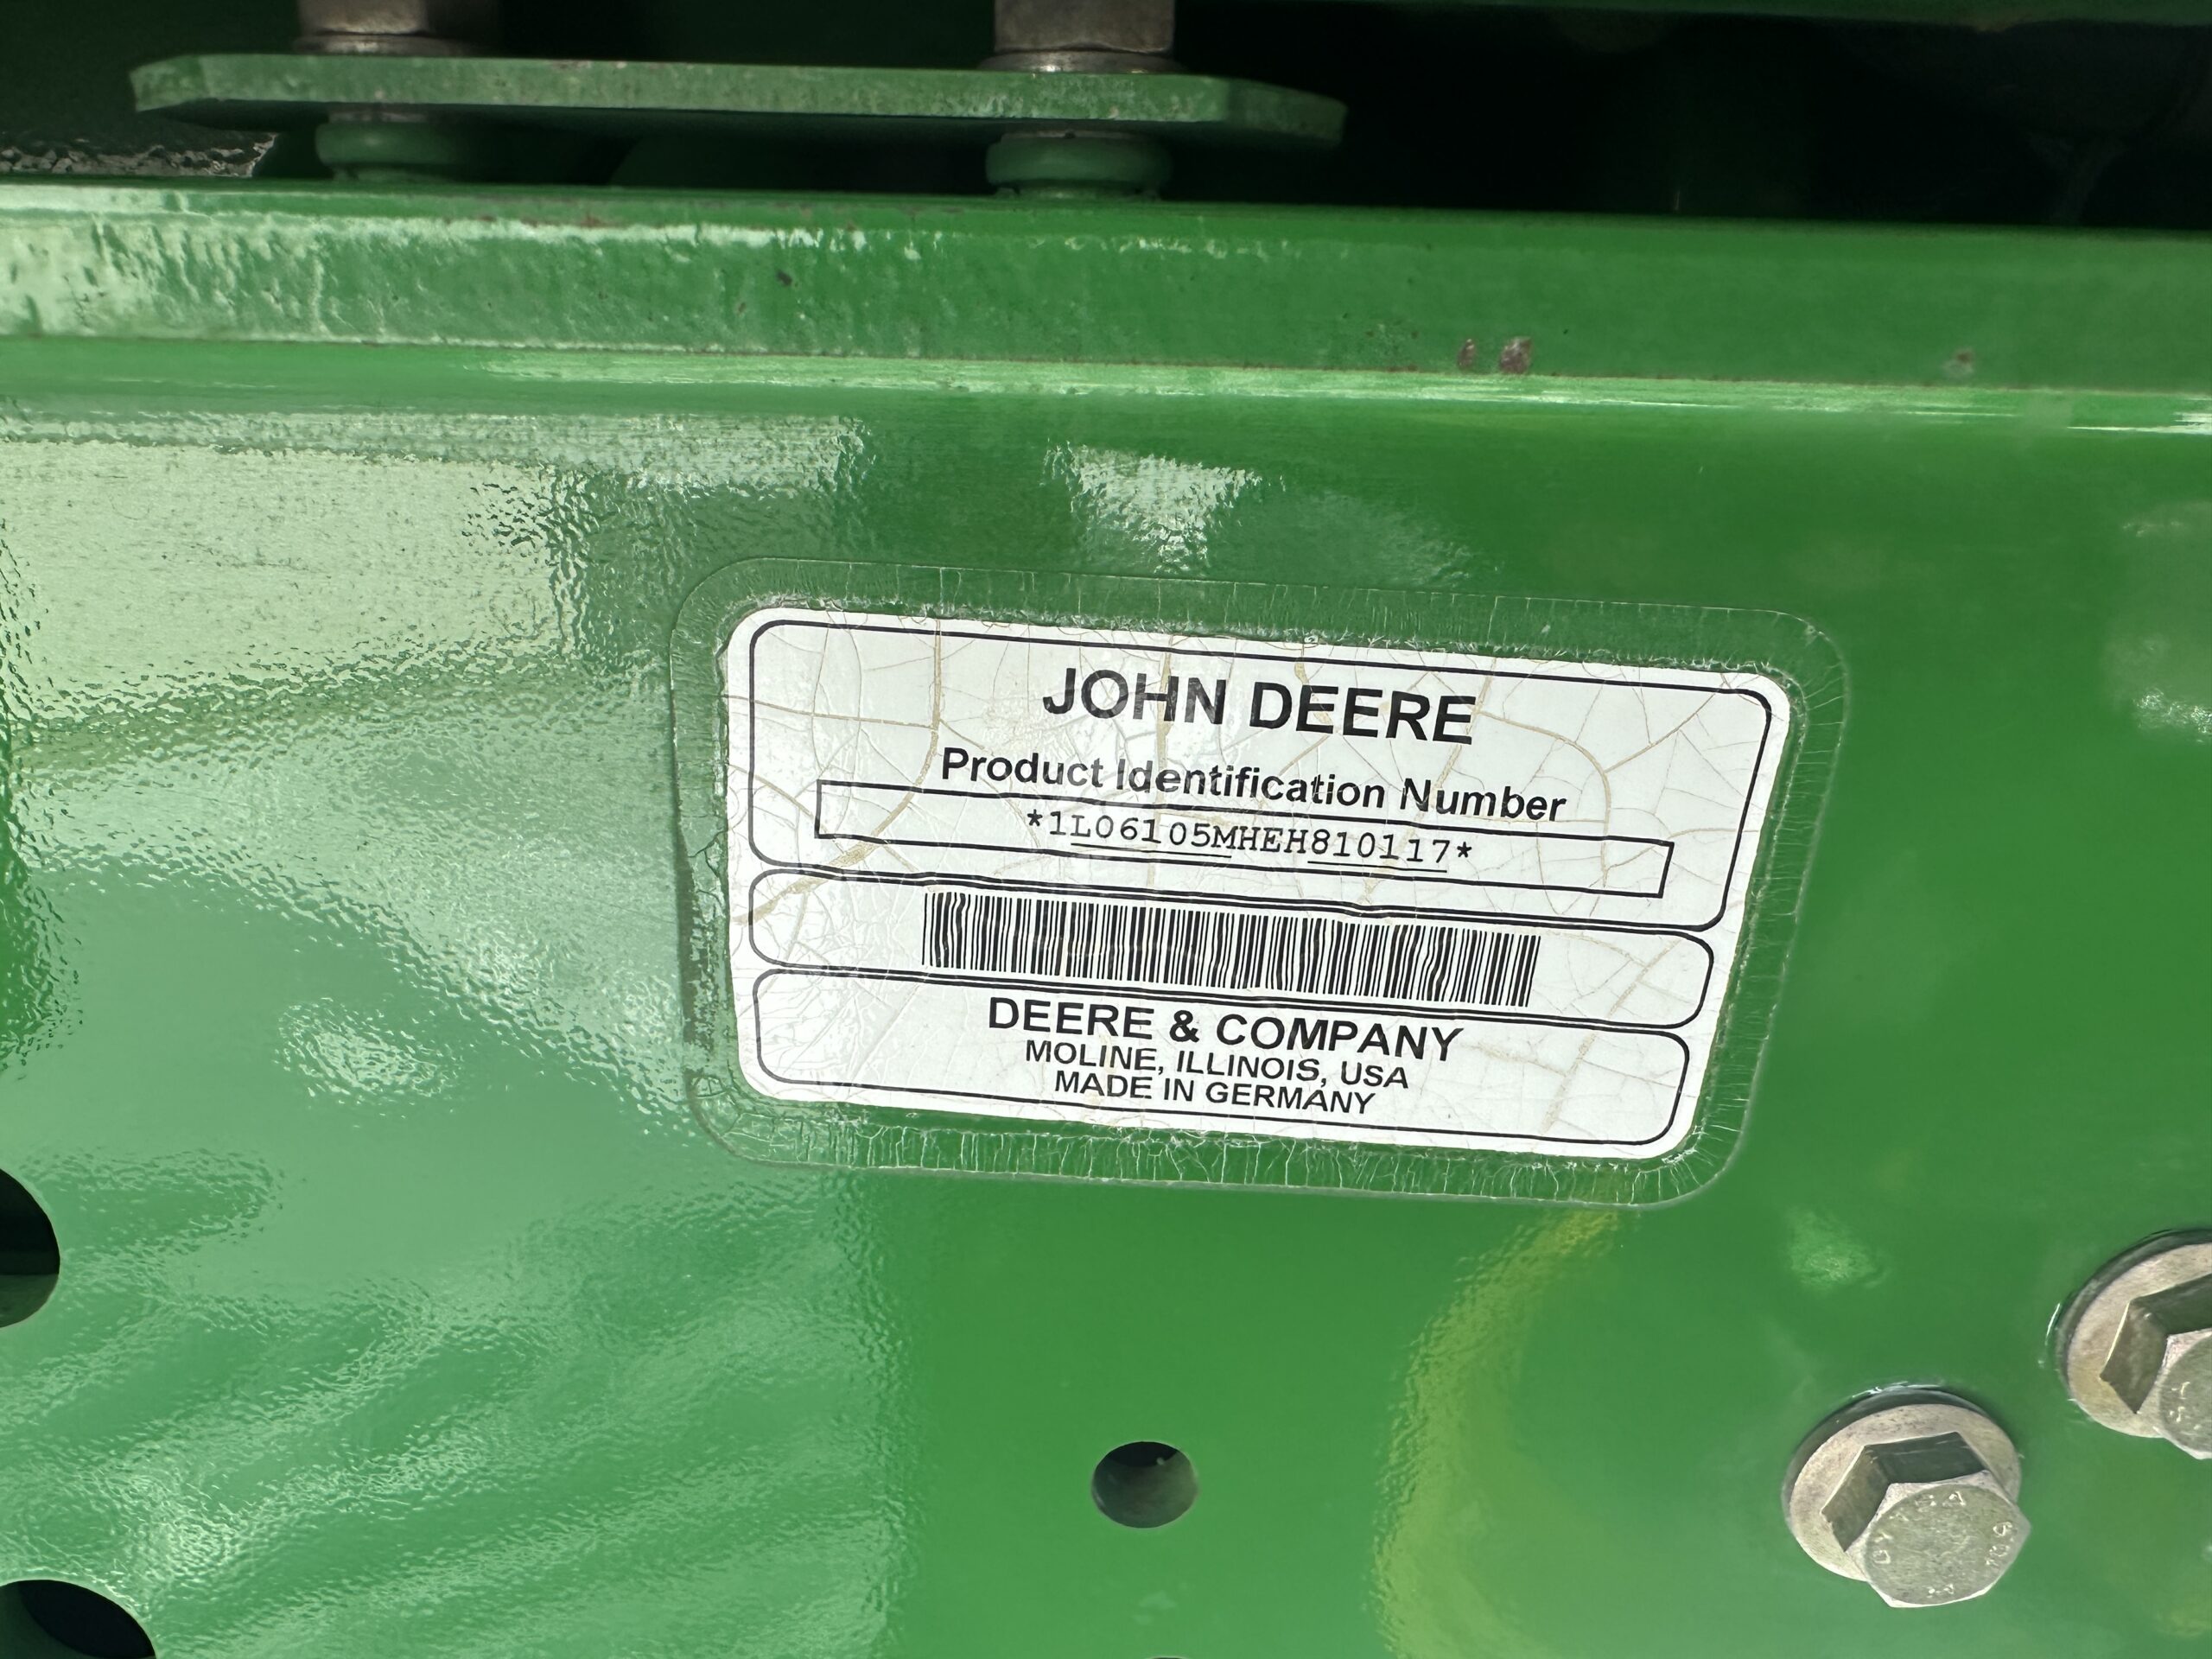 JOHN DEERE
Product Identification Number
*1L06105MHEH810117*
DEERE & COMPANY
MOLINE, ILLINOIS, USA
MADE IN GERMANY